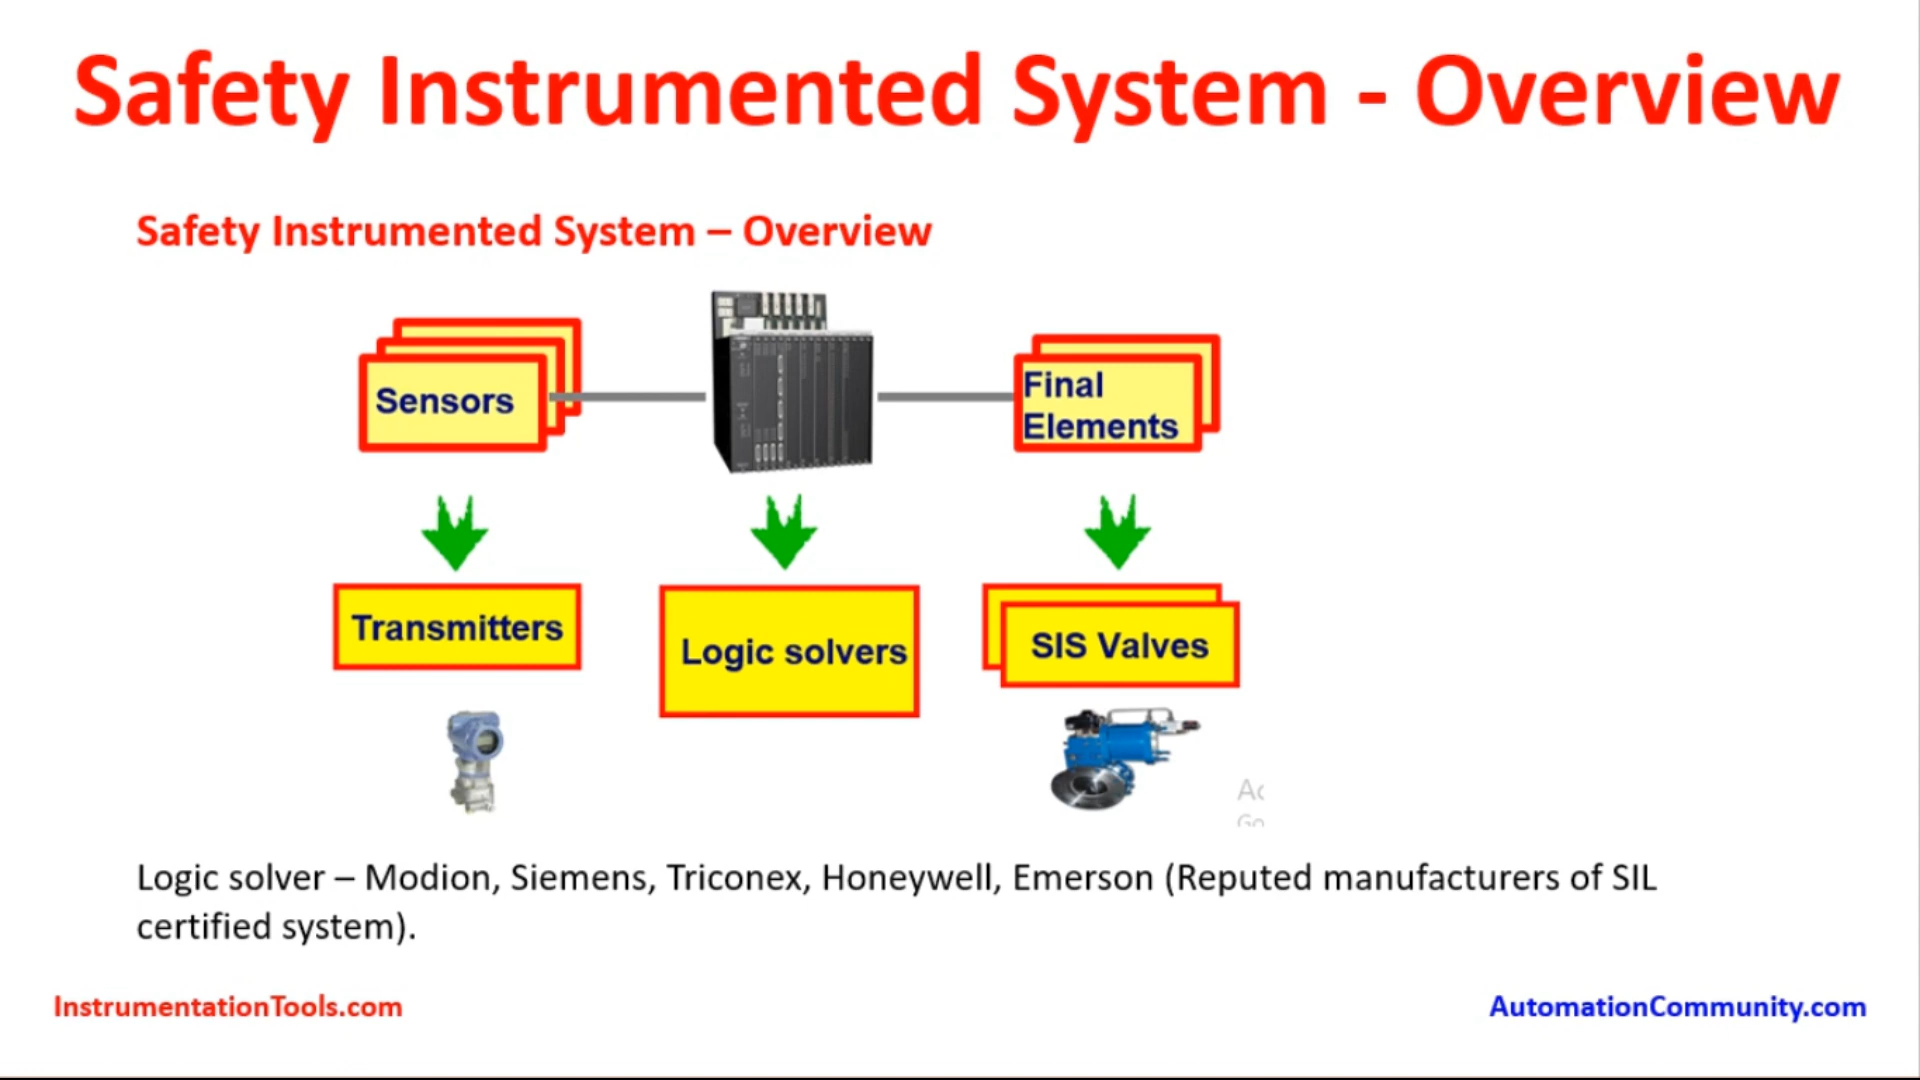 Safety Instrumented System - Overview
Safety Instrumented System – Overview
Sensors
Final
Elements
Transmitters
Logic solvers
SIS Valves
Logic solver – Modion, Siemens, Triconex, Honeywell, Emerson (Reputed manufacturers of SIL
certified system).
InstrumentationTools.com
AutomationCommunity.com